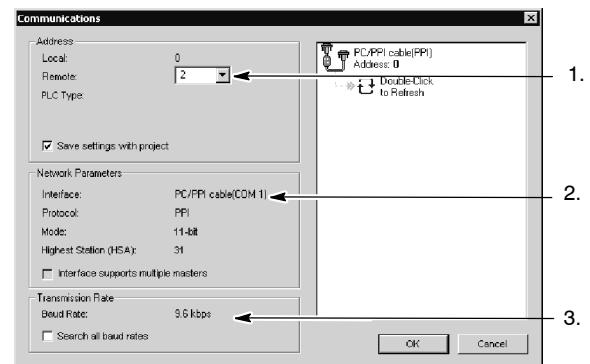 Communications
Address
Local: 0
Remote: 2
PLC Type:
Save settings with project
Network Parameters
Interface: PC/PPI cable(COM 1)
Protocol: PPI
Mode: 11-bit
Highest Station (HSA): 31
Interface supports multiple masters
Transmission Rate
Baud Rate: 9.6 kbps
Search all baud rates
PC/PPI cable(PPI)
Address: 0
Double-Click
to Refresh
OK Cancel
1.
2.
3.